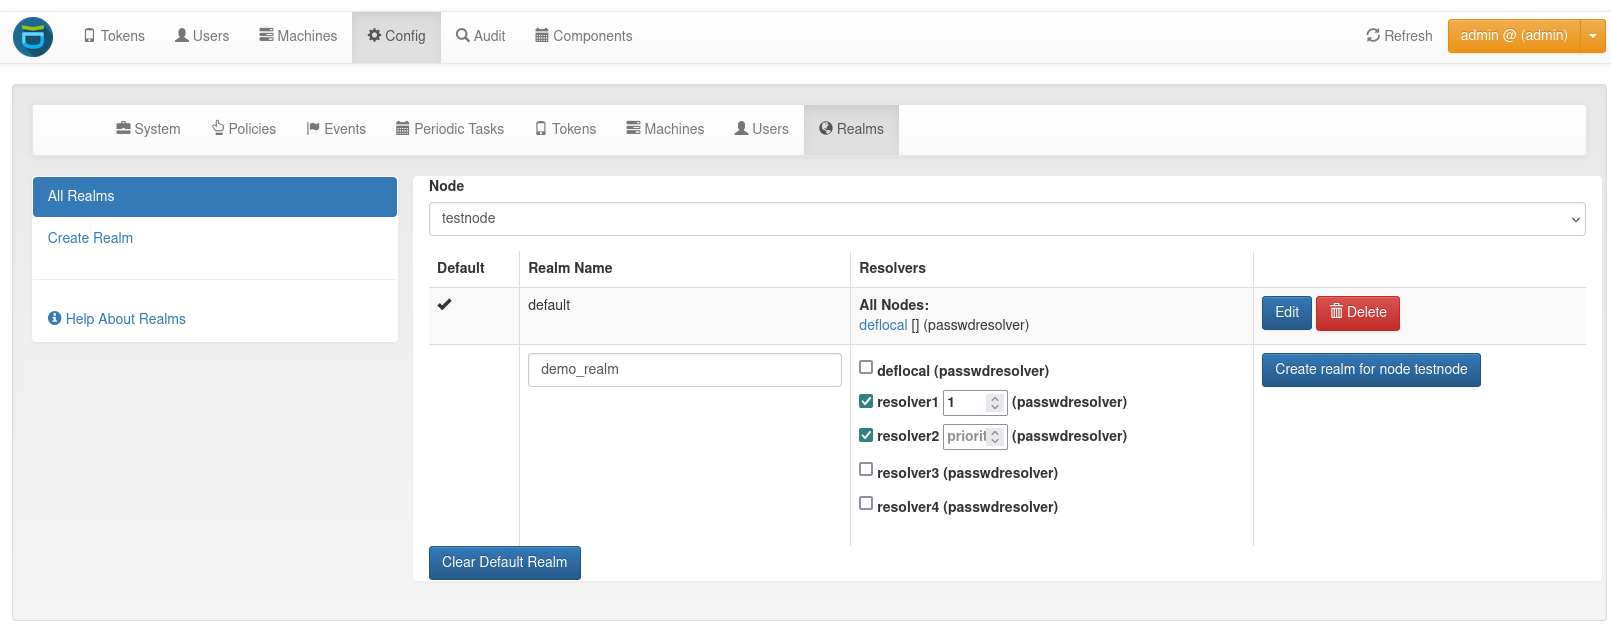 Tokens Users Machines Config Audit Components Refresh admin @ (admin)
System Policies Events Periodic Tasks Tokens Machines Users Realms
All Realms
Create Realm
Help About Realms
Node
testnode
Default Realm Name Resolvers
default All Nodes: Edit Delete
deflocal [] (passwdresolver)
demo_realm deflocal (passwdresolver) Create realm for node testnode
resolver1 1 (passwdresolver)
resolver2 priorit (passwdresolver)
resolver3 (passwdresolver)
resolver4 (passwdresolver)
Clear Default Realm